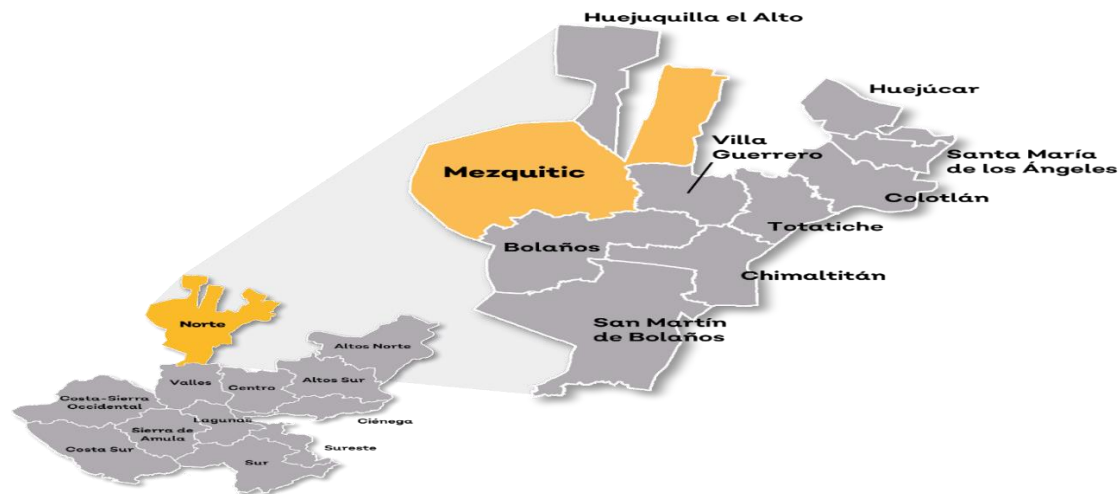 Huejuquilla el Alto
Huejúcar
Villa
Guerrero
Santa María
de los Ángeles
Mezquitic
Colotlán
Totatiche
Bolaños
Chimaltitán
San Martín
de Bolaños
Norte
Altos Norte
Valles
Centro
Altos Sur
Costa-Sierra
Occidental
Lagunas
Ciénega
Sierra de
Amula
Costa Sur
Sureste
Sur